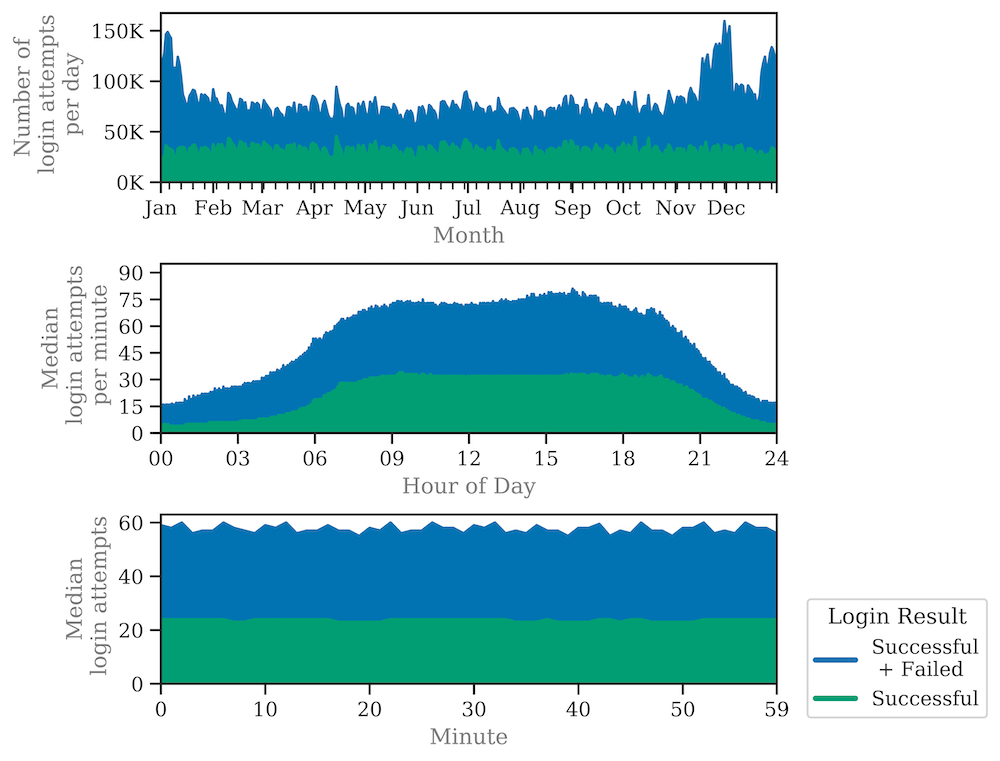 Number of
login attempts
per day
150K
100K
50K
0K
Jan Feb Mar Apr May Jun Jul Aug Sep Oct Nov Dec
Month
Median
login attempts
per minute
90
75
60
45
30
15
0
00 03 06 09 12 15 18 21 24
Hour of Day
Median
login attempts
60
40
20
0
0 10 20 30 40 50 59
Minute
Login Result
Successful
+ Failed
Successful